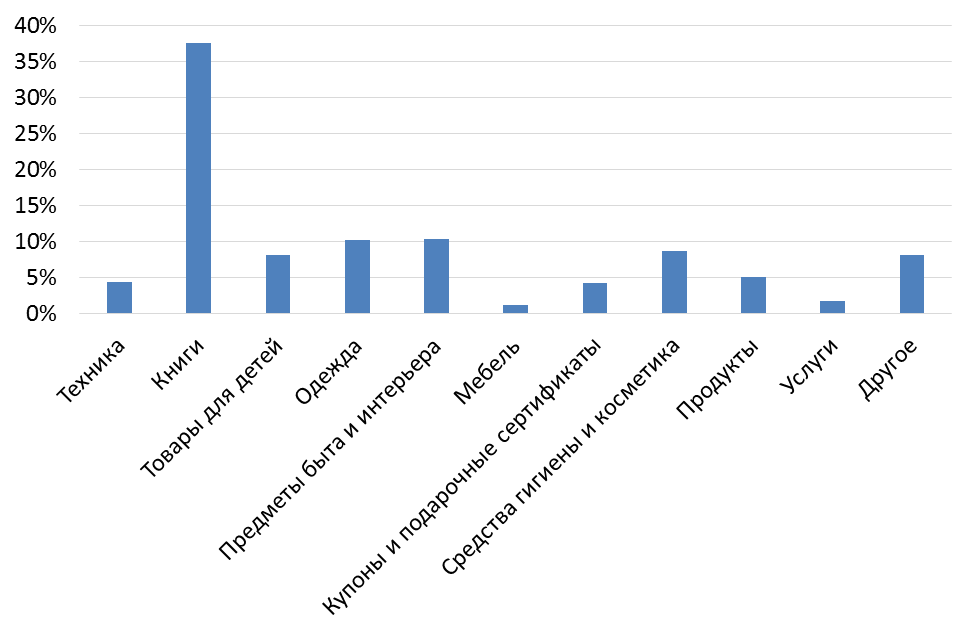 40%
35%
30%
25%
20%
15%
10%
5%
0%
Техника
Книги
Товары для детей
Одежда
Предметы быта и интерьера
Мебель
Купоны и подарочные сертификаты
Средства гигиены и косметика
Продукты
Услуги
Другое